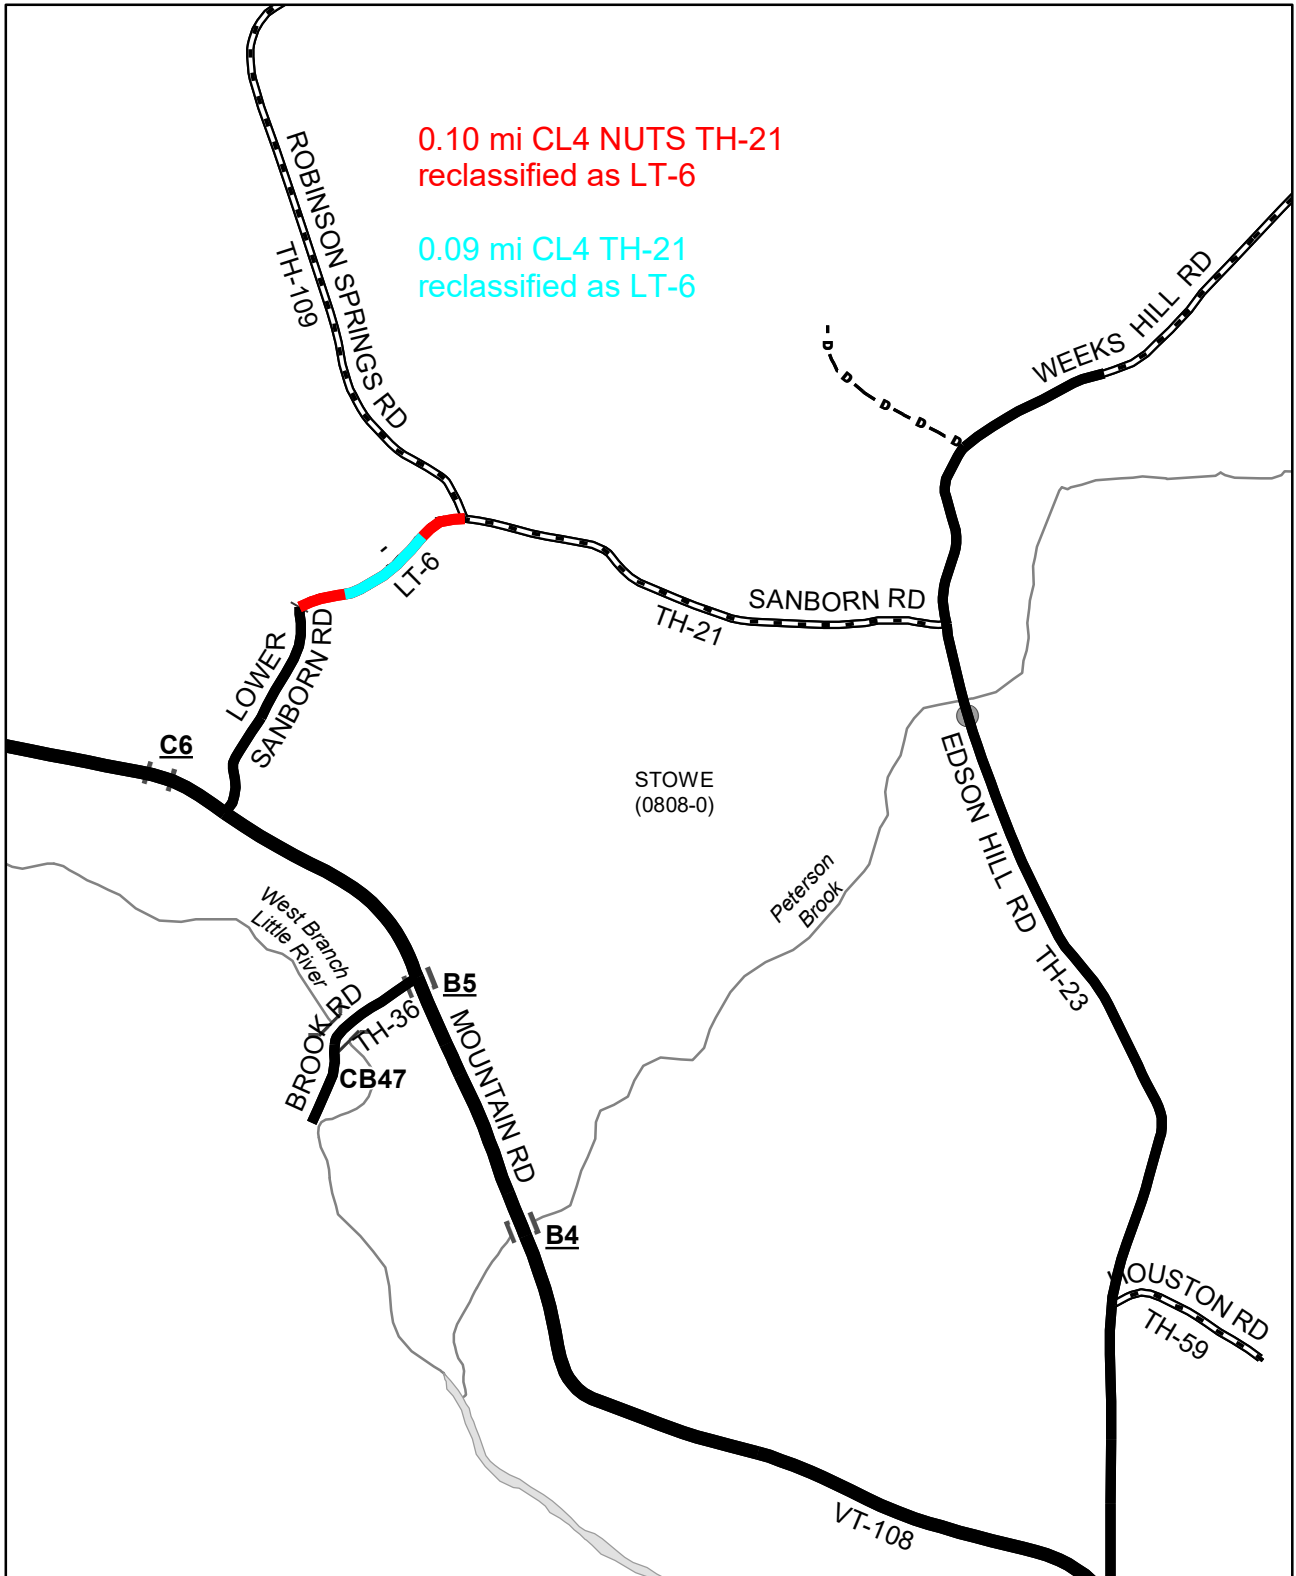 0.10 mi CL4 NUTS TH-21
reclassified as LT-6
0.09 mi CL4 TH-21
reclassified as LT-6
ROBINSON SPRINGS RD
TH-109
WEEKS HILL RD
D
D
D
D
D
LT-6
SANBORN RD
TH-21
LOWER
SANBORN RD
C6
STOWE
(0808-0)
EDSON HILL RD
TH-23
Peterson
Brook
West Branch
Little River
B5
BROOK RD
TH-36
CB47
MOUNTAIN RD
B4
HOUSTON RD
TH-59
VT-108